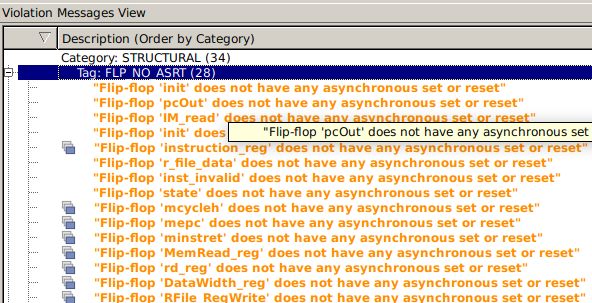 Violation Messages View
Description (Order by Category)
Category: STRUCTURAL (34)
Tag: FLP_NO_ASRT (28)
"Flip-flop 'init' does not have any asynchronous set or reset"
"Flip-flop 'pcOut' does not have any asynchronous set or reset"
"Flip-flop 'IM_read' does not have any asynchronous set or reset"
"Flip-flop 'init' does
"Flip-flop 'pcOut' does not have any asynchronous set
"Flip-flop 'instruction_reg' does not have any asynchronous set or reset"
"Flip-flop 'r_file_data' does not have any asynchronous set or reset"
"Flip-flop 'inst_invalid' does not have any asynchronous set or reset"
"Flip-flop 'state' does not have any asynchronous set or reset"
"Flip-flop 'mcycleh' does not have any asynchronous set or reset"
"Flip-flop 'mepc' does not have any asynchronous set or reset"
"Flip-flop 'minstret' does not have any asynchronous set or reset"
"Flip-flop 'MemRead_reg' does not have any asynchronous set or reset"
"Flip-flop 'rd_reg' does not have any asynchronous set or reset"
"Flip-flop 'DataWidth_reg' does not have any asynchronous set or reset"
"Flip-flop 'RFile_RegWrite' does not have any asynchronous set or reset"